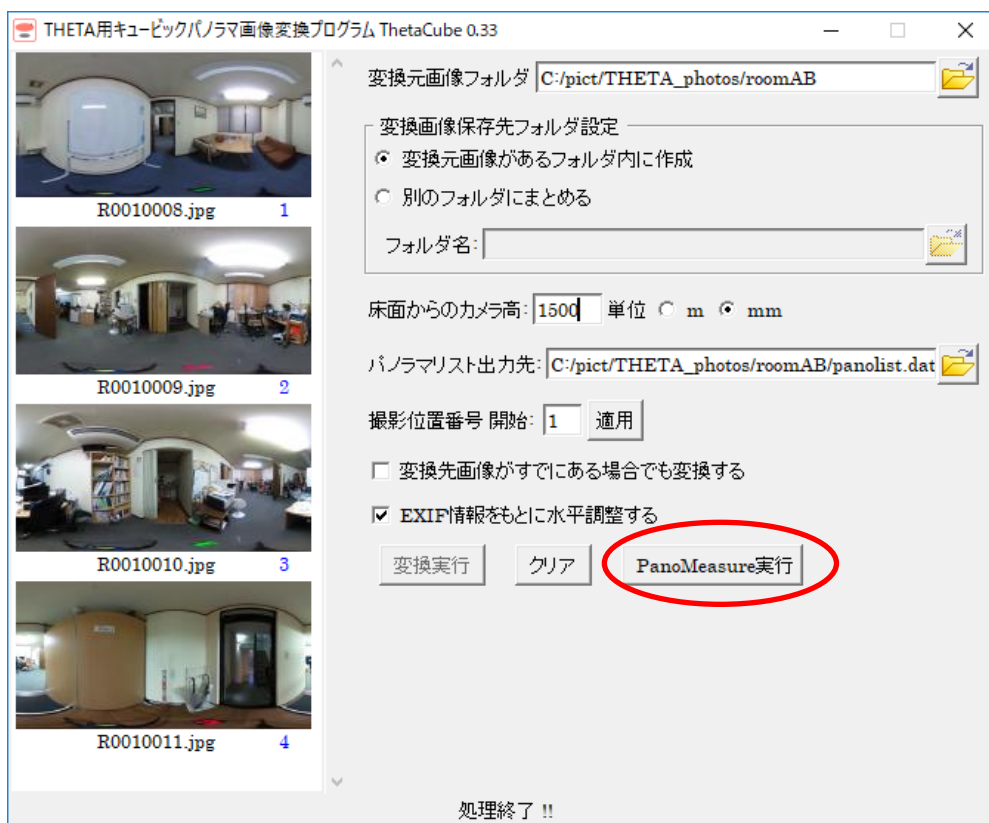 THETA用キュービックパノラマ画像変換プログラム ThetaCube 0.33
R0010008.jpg 1
R0010009.jpg 2
R0010010.jpg 3
R0010011.jpg 4
変換元画像フォルダ C:/pict/THETA_photos/roomAB
変換画像保存先フォルダ設定
変換元画像があるフォルダ内に作成
別のフォルダにまとめる
フォルダ名:
床面からのカメラ高: 1500 単位 m mm
パノラマリスト出力先: C:/pict/THETA_photos/roomAB/panolist.dat
撮影位置番号 開始: 1 適用
変換先画像がすでにある場合でも変換する
EXIF情報をもとに水平調整する
変換実行 クリア PanoMeasure実行
処理終了 !!